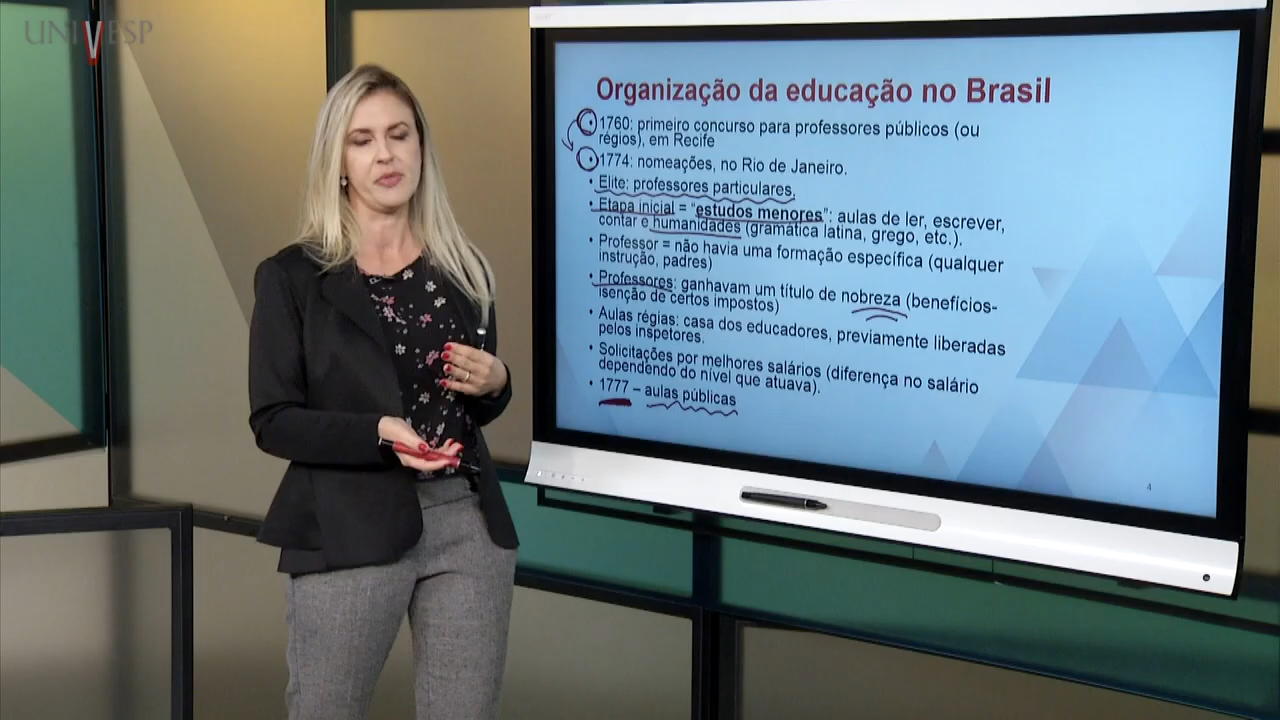 UNIVESP
Organização da educação no Brasil
• 1760: primeiro concurso para professores públicos (ou
régios), em Recife
• 1774: nomeações, no Rio de Janeiro.
• Elite: professores particulares.
• Etapa inicial = “estudos menores”: aulas de ler, escrever,
contar e humanidades (gramática latina, grego, etc.).
• Professor = não havia uma formação específica (qualquer
instrução, padres)
• Professores: ganhavam um título de nobreza (benefícios-
isenção de certos impostos)
• Aulas régias: casa dos educadores, previamente liberadas
pelos inspetores.
• Solicitações por melhores salários (diferença no salário
dependendo do nível que atuava).
• 1777 – aulas públicas
4